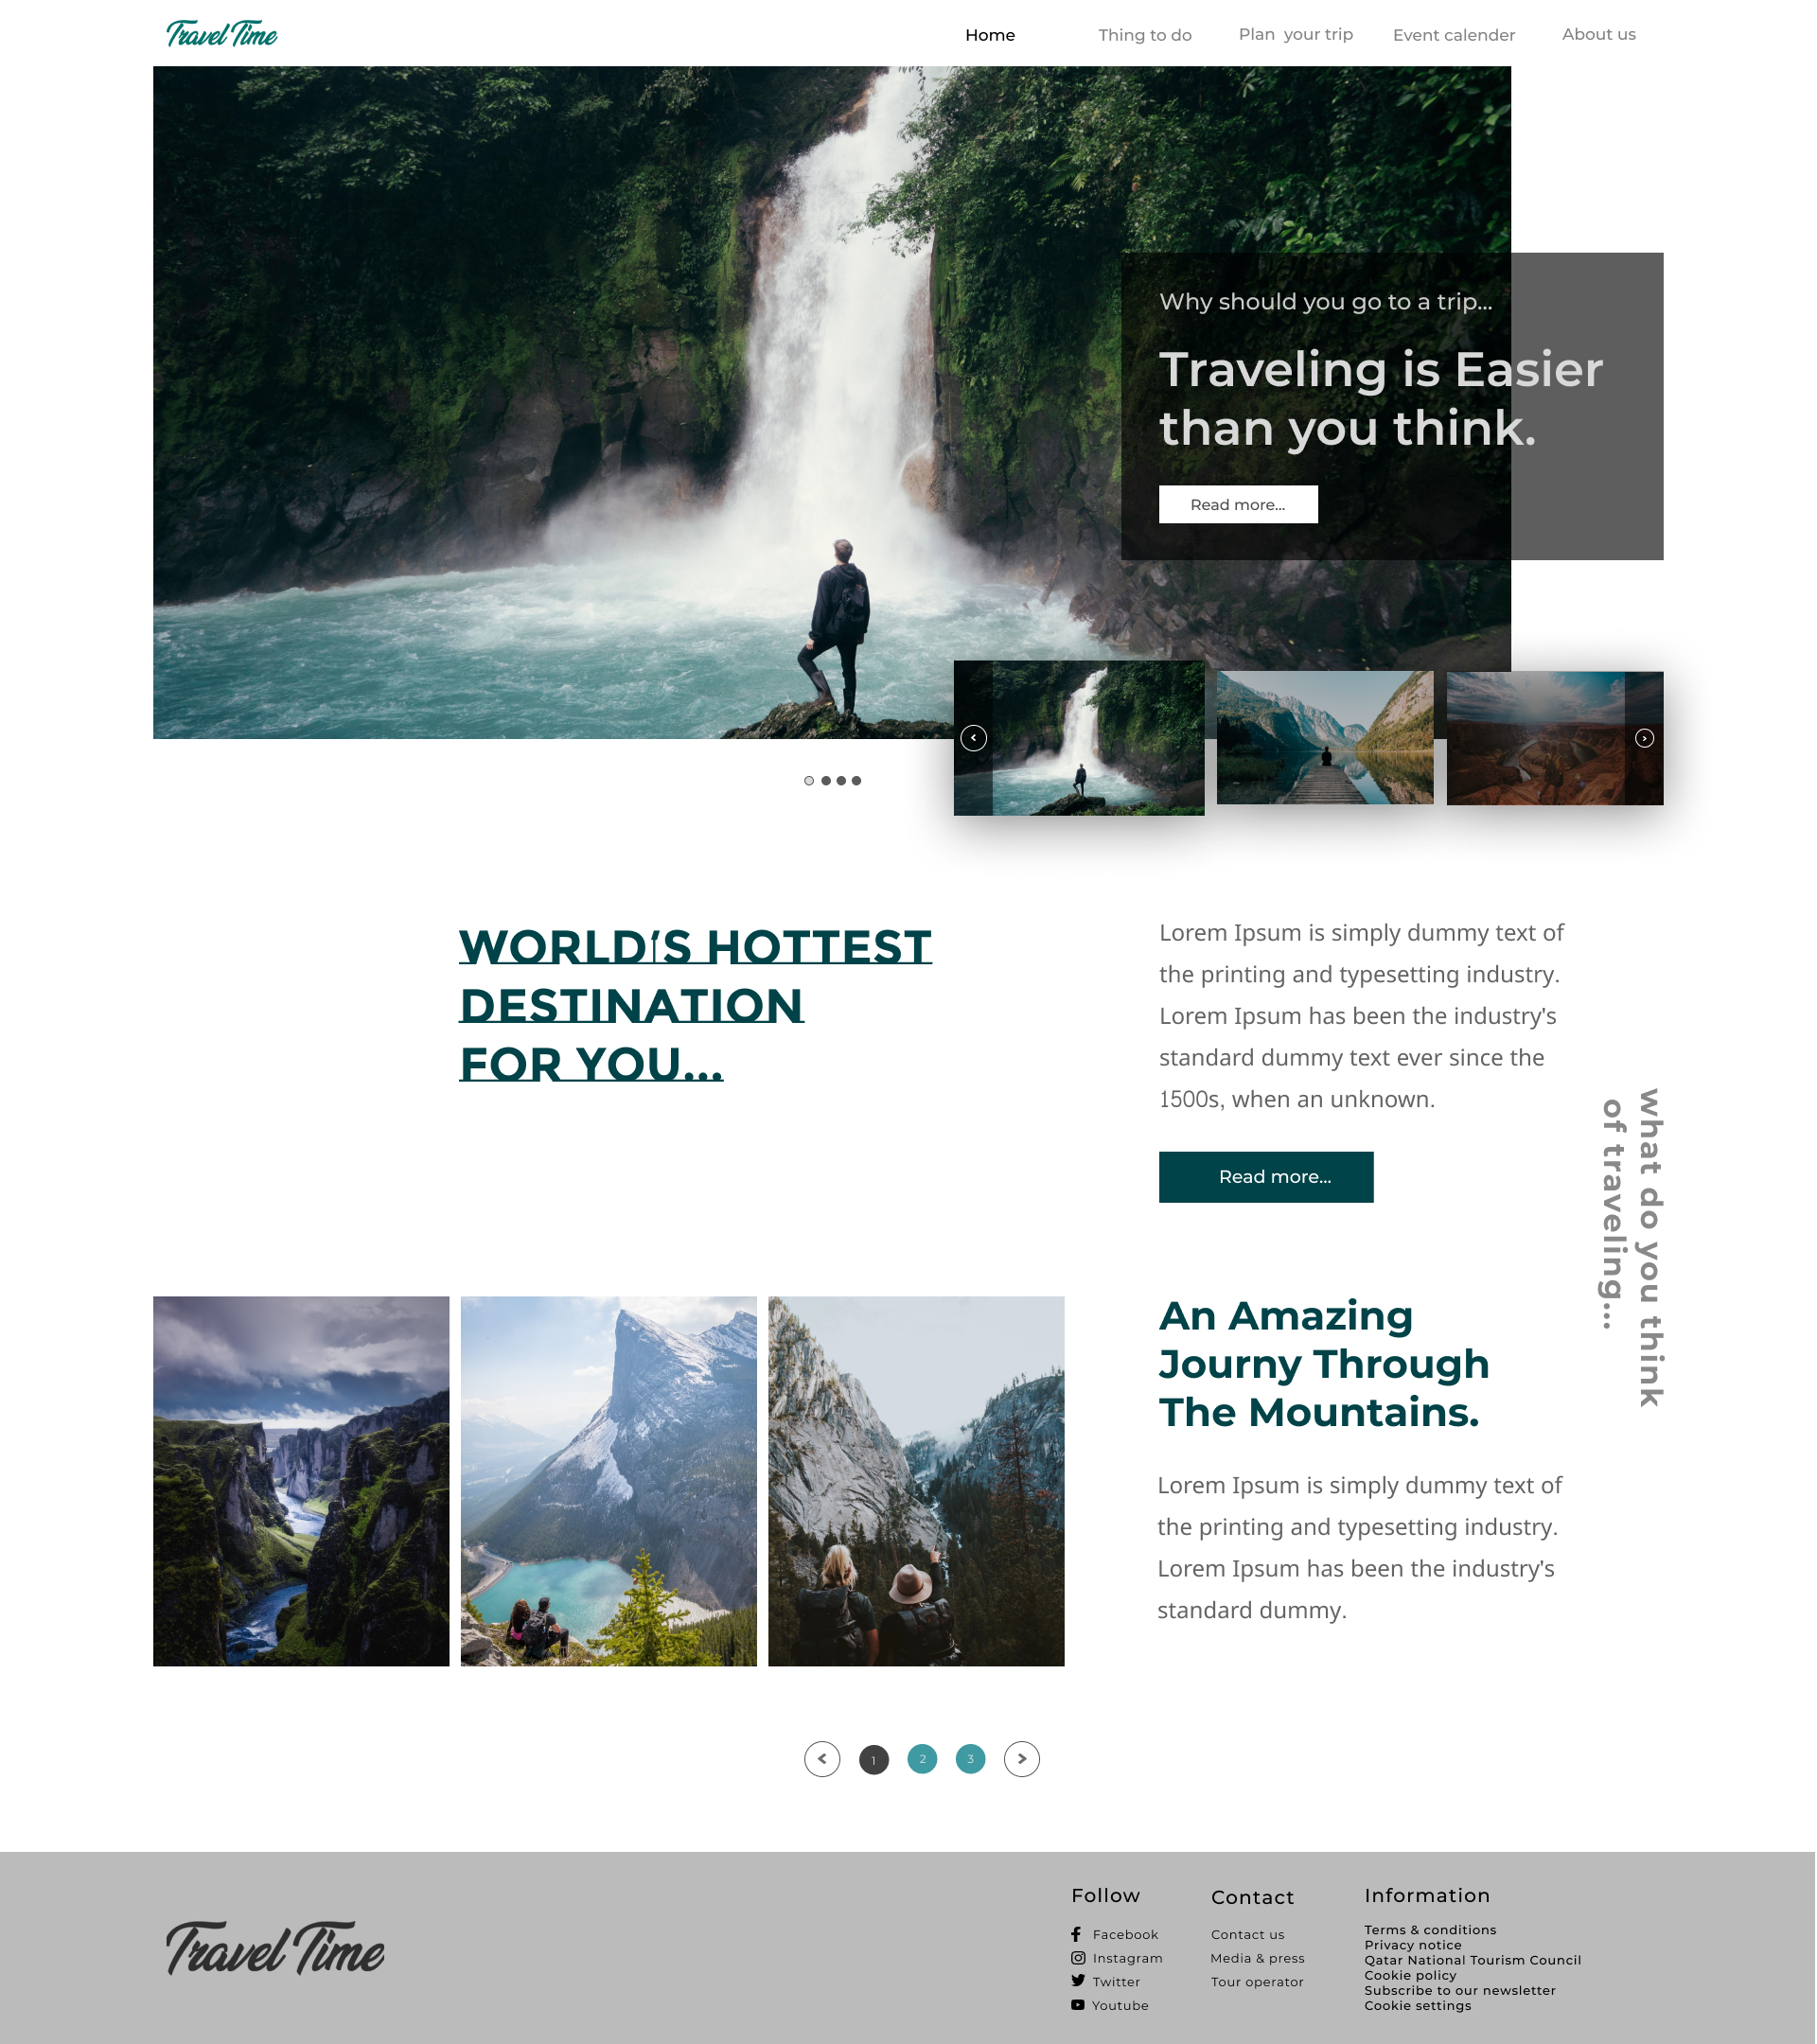 Travel Time
Home
Thing to do
Plan your trip
Event calender
About us
Why should you go to a trip...
Traveling is Easier
than you think.
Read more...
WORLD'S HOTTEST
DESTINATION
FOR YOU...
Lorem Ipsum is simply dummy text of
the printing and typesetting industry.
Lorem Ipsum has been the industry's
standard dummy text ever since the
1500s, when an unknown.
Read more...
what do you think
of traveling...
An Amazing
Journy Through
The Mountains.
Lorem Ipsum is simply dummy text of
the printing and typesetting industry.
Lorem Ipsum has been the industry's
standard dummy.
1
2
3
Travel Time
Follow
Facebook
Instagram
Twitter
Youtube
Contact
Contact us
Media & press
Tour operator
Information
Terms & conditions
Privacy notice
Qatar National Tourism Council
Cookie policy
Subscribe to our newsletter
Cookie settings